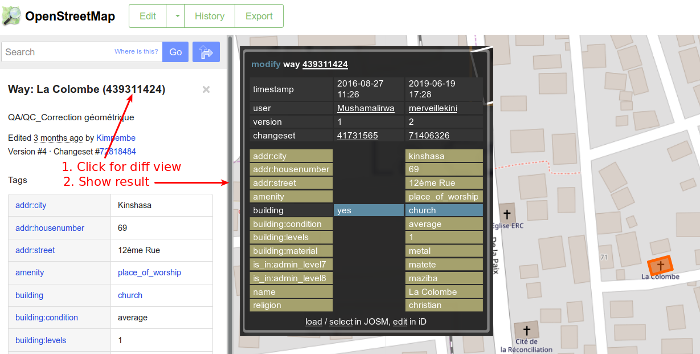 OpenStreetMap
Edit
History
Export
Search
Where is this?
Go
Way: La Colombe (439311424)
×
QA/QC_Correction géométrique
Edited 3 months ago by Kimpembe
Version #4 · Changeset #72818484
1. Click for diff view
2. Show result
Tags
addr:city Kinshasa
addr:housenumber 69
addr:street 12ème Rue
amenity place_of_worship
building church
building:condition average
building:levels 1
modify way 439311424
timestamp 2016-08-27 11:26 2019-06-19 17:28
user Mushamalirwa merveillekini
version 1 2
changeset 41731565 71406326
addr:city kinshasa
addr:housenumber 69
addr:street 12ème Rue
amenity place_of_worship
building yes church
building:condition average
building:levels 1
building:material metal
is_in:admin_level7 matete
is_in:admin_level8 maziba
name La Colombe
religion christian
load / select in JOSM, edit in iD
Eglise ERC
De la Paix
71
La Colombe
Cité de
la Réconciliation